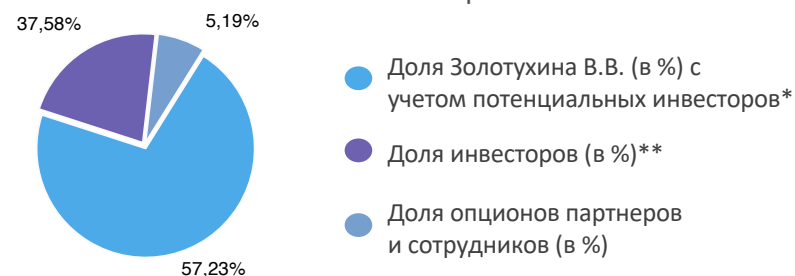 37,58%
5,19%
57,23%
Доля Золотухина В.В. (в %) с
учетом потенциальных инвесторов*
Доля инвесторов (в %)**
Доля опционов партнеров
и сотрудников (в %)